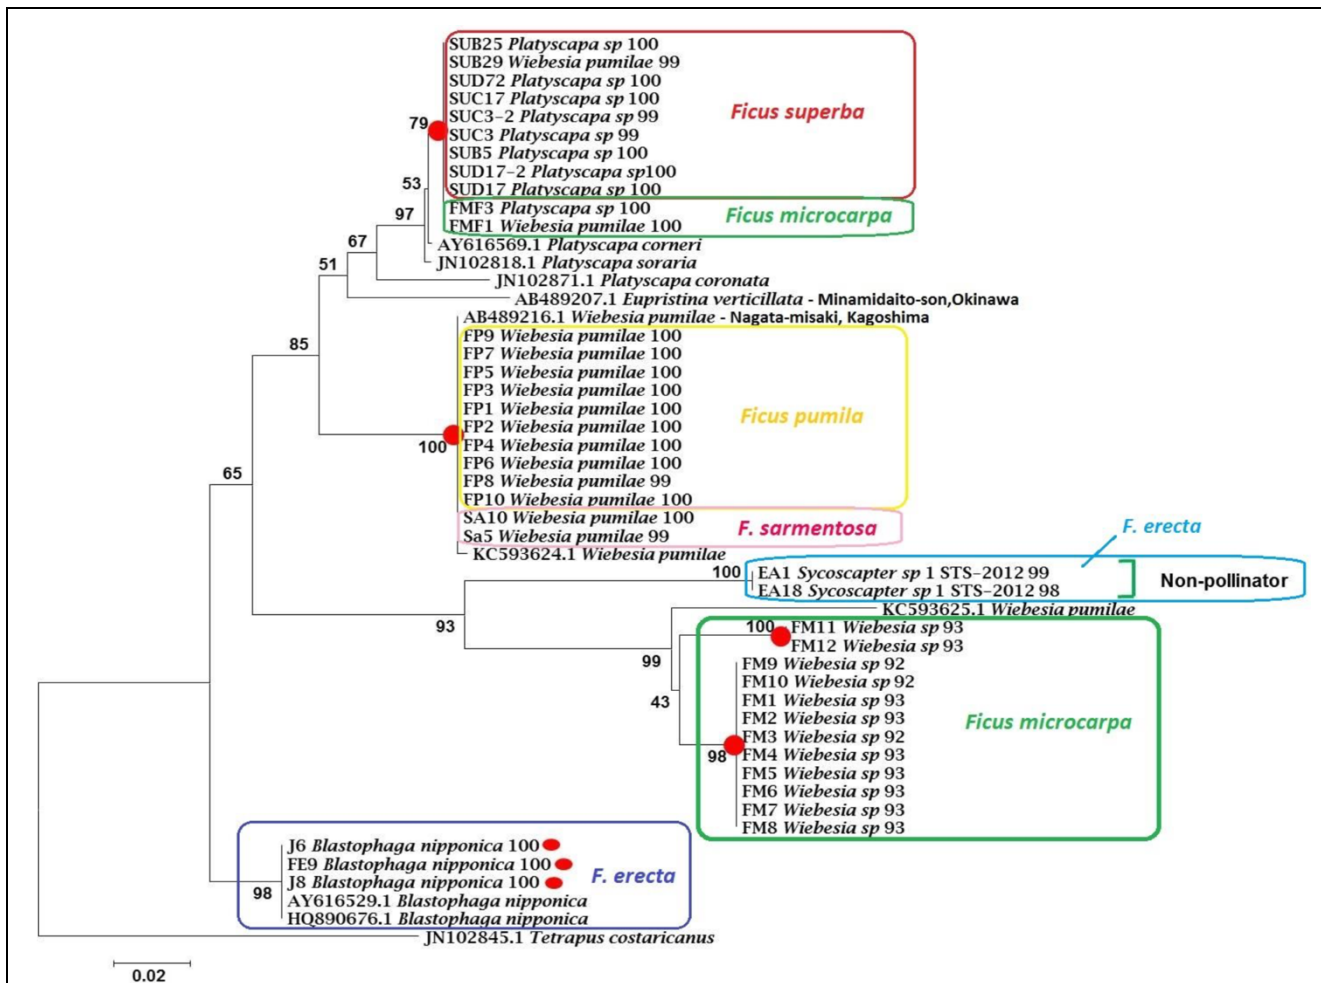 SUB25 Platyscapa sp 100
SUB29 Wiebesia pumilae 99
SUD72 Platyscapa sp 100
SUC17 Platyscapa sp 100
Ficus superba
SUC3-2 Platyscapa sp 99
79
SUC3 Platyscapa sp 99
SUB5 Platyscapa sp 100
SUD17-2 Platyscapa sp100
53
SUD17 Platyscapa sp 100
FMF3 Platyscapa sp 100
97
Ficus microcarpa
FMF1 Wiebesia pumilae 100
67
AY616569.1 Platyscapa corneri
51
JN102818.1 Platyscapa soraria
JN102871.1 Platyscapa coronata
AB489207.1 Eupristina verticillata - Minamidaito-son,Okinawa
AB489216.1 Wiebesia pumilae - Nagata-misaki, Kagoshima
FP9 Wiebesia pumilae 100
85
FP7 Wiebesia pumilae 100
FP5 Wiebesia pumilae 100
FP3 Wiebesia pumilae 100
FP1 Wiebesia pumilae 100
Ficus pumila
FP2 Wiebesia pumilae 100
100
FP4 Wiebesia pumilae 100
FP6 Wiebesia pumilae 100
65
FP8 Wiebesia pumilae 99
FP10 Wiebesia pumilae 100
SA10 Wiebesia pumilae 100
F. sarmentosa
Sa5 Wiebesia pumilae 99
F. erecta
KC593624.1 Wiebesia pumilae
100
EA1 Sycoscapter sp 1 STS-2012 99
Non-pollinator
EA18 Sycoscapter sp 1 STS-2012 98
93
KC593625.1 Wiebesia pumilae
100
FM11 Wiebesia sp 93
FM12 Wiebesia sp 93
99
FM9 Wiebesia sp 92
FM10 Wiebesia sp 92
43
FM1 Wiebesia sp 93
FM2 Wiebesia sp 93
Ficus microcarpa
FM3 Wiebesia sp 92
98
FM4 Wiebesia sp 93
FM5 Wiebesia sp 93
FM6 Wiebesia sp 93
FM7 Wiebesia sp 93
FM8 Wiebesia sp 93
J6 Blastophaga nipponica 100
FE9 Blastophaga nipponica 100
F. erecta
J8 Blastophaga nipponica 100
98
AY616529.1 Blastophaga nipponica
HQ890676.1 Blastophaga nipponica
JN102845.1 Tetrapus costaricanus
0.02